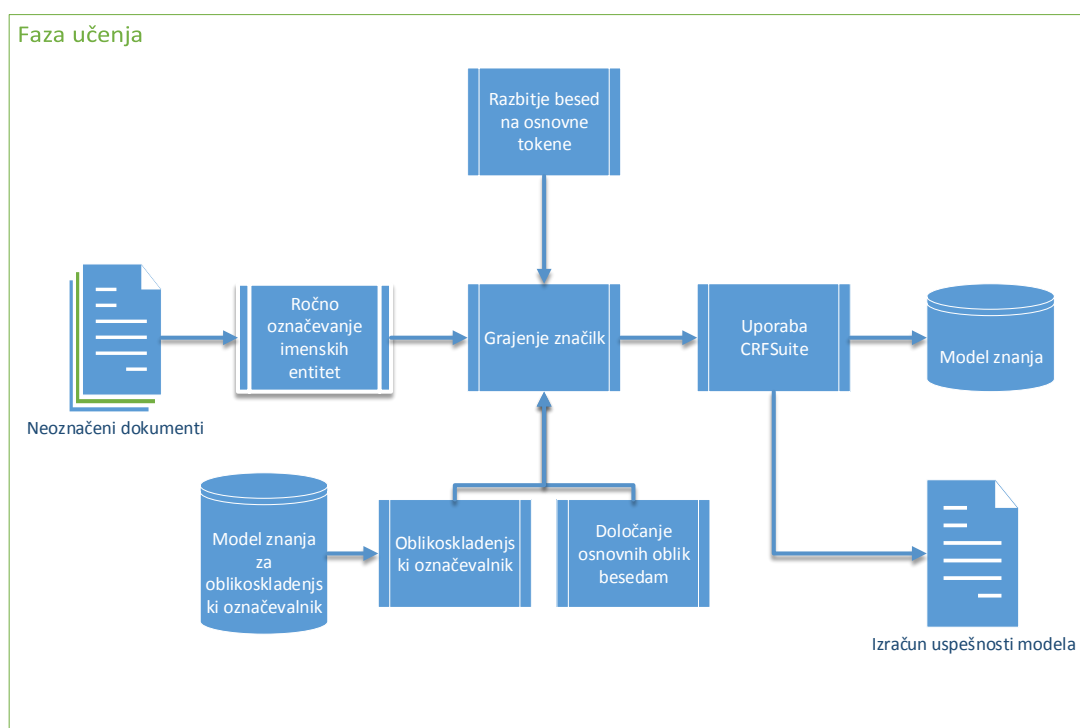 Faza učenja
Razbitje besed
na osnovne
tokene
Neoznačeni dokumenti
Ročno
označevanje
imenskih
entitet
Grajenje značilk
Uporaba
CRFSuite
Model znanja
Model znanja
za
oblikoskladenjs
ki označevalnik
Oblikoskladenjs
ki označevalnik
Določanje
osnovnih oblik
besedam
Izračun uspešnosti modela